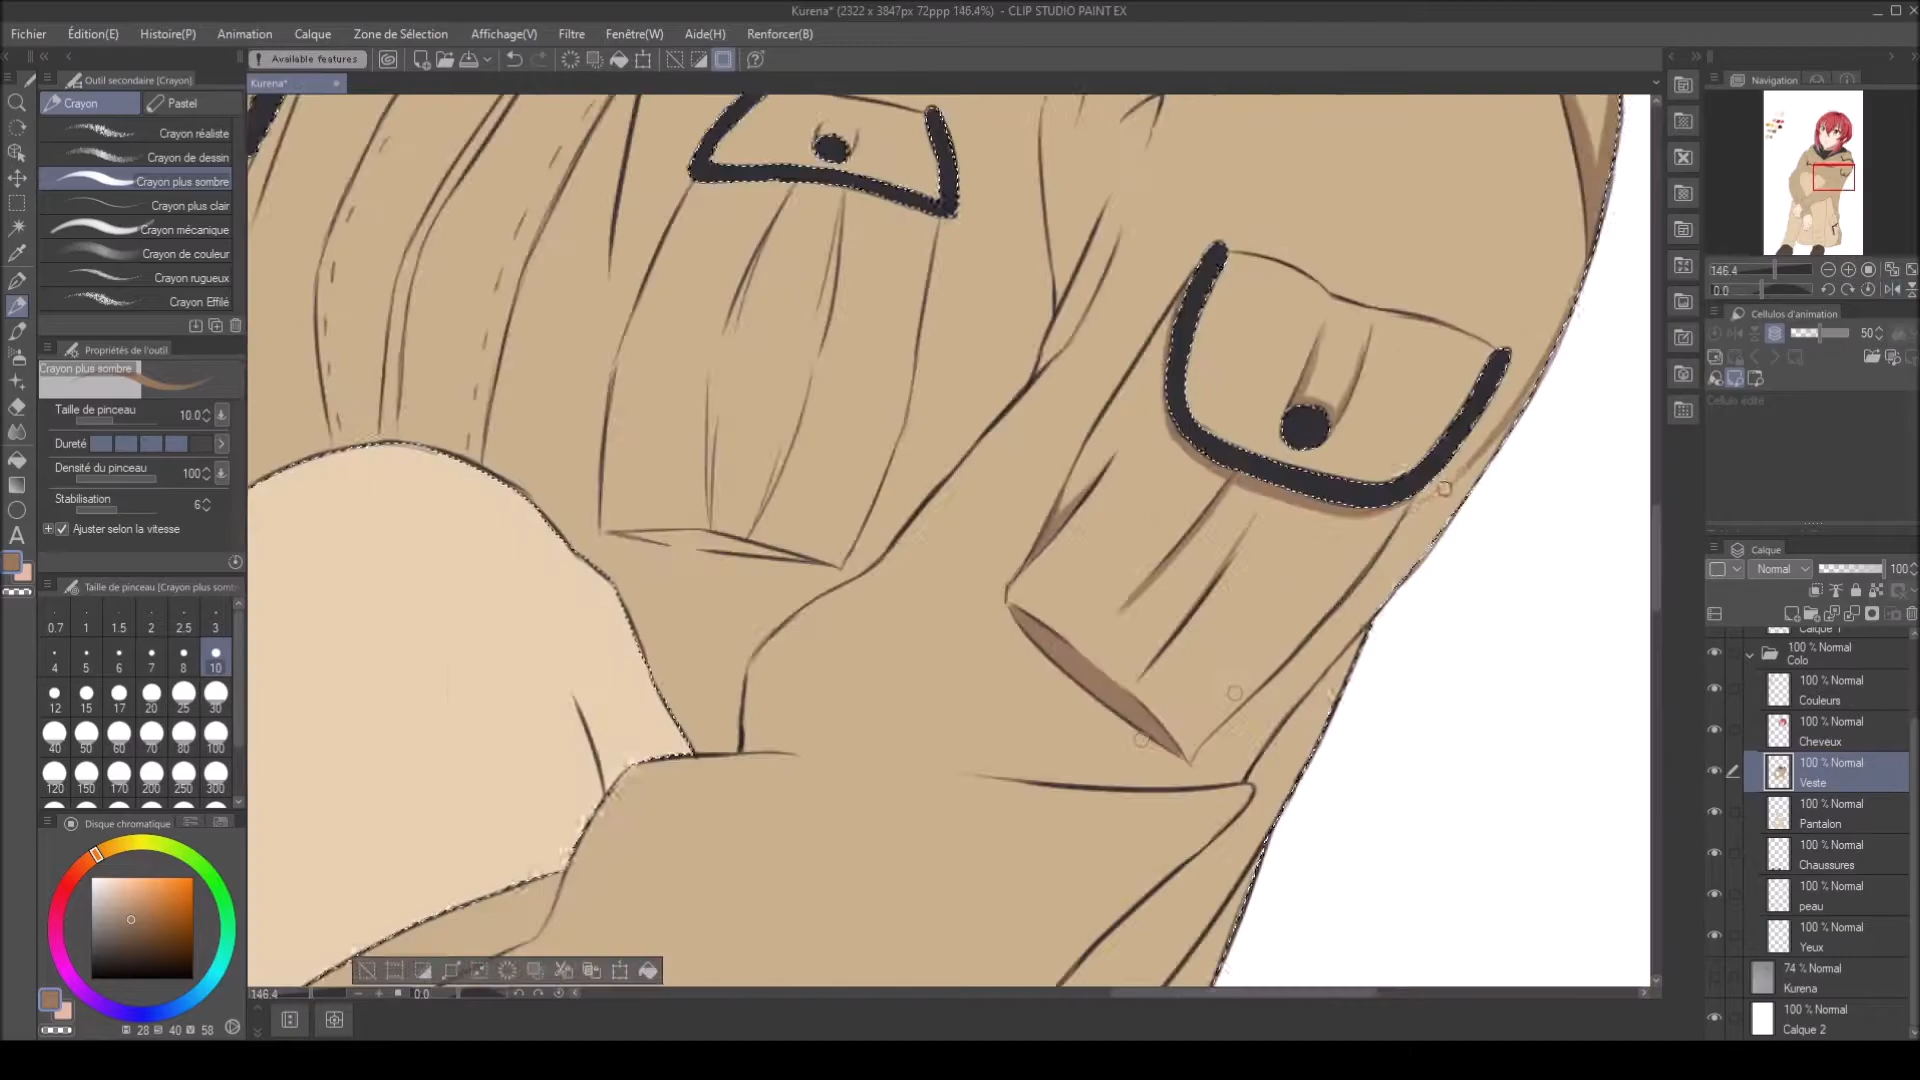 Kurena* (2322 x 3847px 72ppp 146.4%) - CLIP STUDIO PAINT EX
Fichier Édition(E) Histoire(P) Animation Calque Zone de Sélection Affichage(V) Filtre Fenêtre(W) Aide(H) Renforcer(B)
! Available features
Outil secondaire [Crayon]
Kurena*
Navigation
Crayon Pastel
Crayon réaliste
Crayon de dessin
Crayon plus sombre
Crayon plus clair
Crayon mécanique
Crayon de couleur
Crayon rugueux
Crayon Effilé
146.4
0.0
Cellulos d'animation
50
Cellulo édité
Propriétés de l'outil
Crayon plus sombre
Taille de pinceau 10.0
Dureté
Densité du pinceau 100
Stabilisation 6
Ajuster selon la vitesse
A
Taille de pinceau [Crayon plus somb
0.7 1 1.5 2 2.5 3
4 5 6 7 8 10
12 15 17 20 25 30
40 50 60 70 80 100
120 150 170 200 250 300
Disque chromatique
28 40 58
Calque
Normal 100
Calque 1
100 % Normal
Colo
100 % Normal
Couleurs
100 % Normal
Cheveux
100 % Normal
Veste
100 % Normal
Pantalon
100 % Normal
Chaussures
100 % Normal
peau
100 % Normal
Yeux
74 % Normal
Kurena
100 % Normal
Calque 2
146.4 0.0